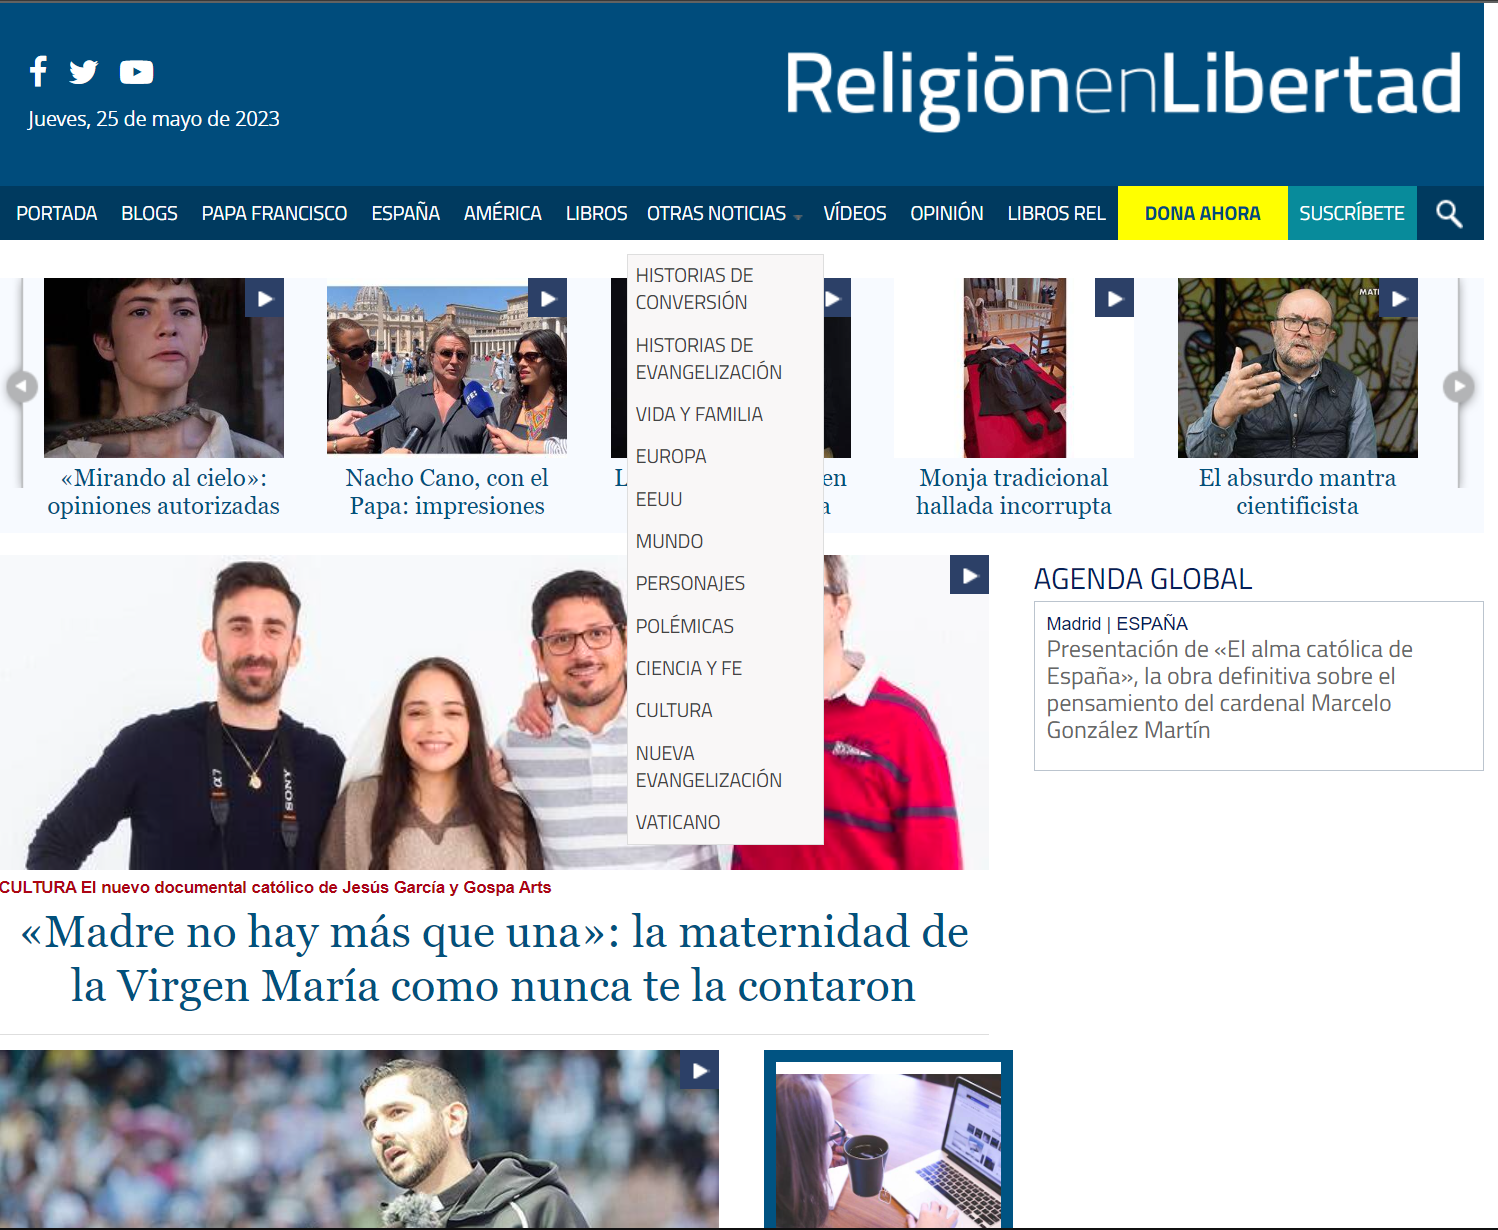 ReligiōnenLibertad
Jueves, 25 de mayo de 2023
PORTADA BLOGS PAPA FRANCISCO ESPAÑA AMÉRICA LIBROS OTRAS NOTICIAS VÍDEOS OPINIÓN LIBROS REL DONA AHORA SUSCRÍBETE
HISTORIAS DE
CONVERSIÓN
HISTORIAS DE
EVANGELIZACIÓN
VIDA Y FAMILIA
EUROPA
EEUU
MUNDO
PERSONAJES
POLÉMICAS
CIENCIA Y FE
CULTURA
NUEVA
EVANGELIZACIÓN
VATICANO
«Mirando al cielo»:
opiniones autorizadas
Nacho Cano, con el
Papa: impresiones
Monja tradicional
hallada incorrupta
El absurdo mantra
cientificista
α7
SONY
CULTURA El nuevo documental católico de Jesús García y Gospa Arts
«Madre no hay más que una»: la maternidad de
la Virgen María como nunca te la contaron
AGENDA GLOBAL
Madrid | ESPAÑA
Presentación de «El alma católica de
España», la obra definitiva sobre el
pensamiento del cardenal Marcelo
González Martín